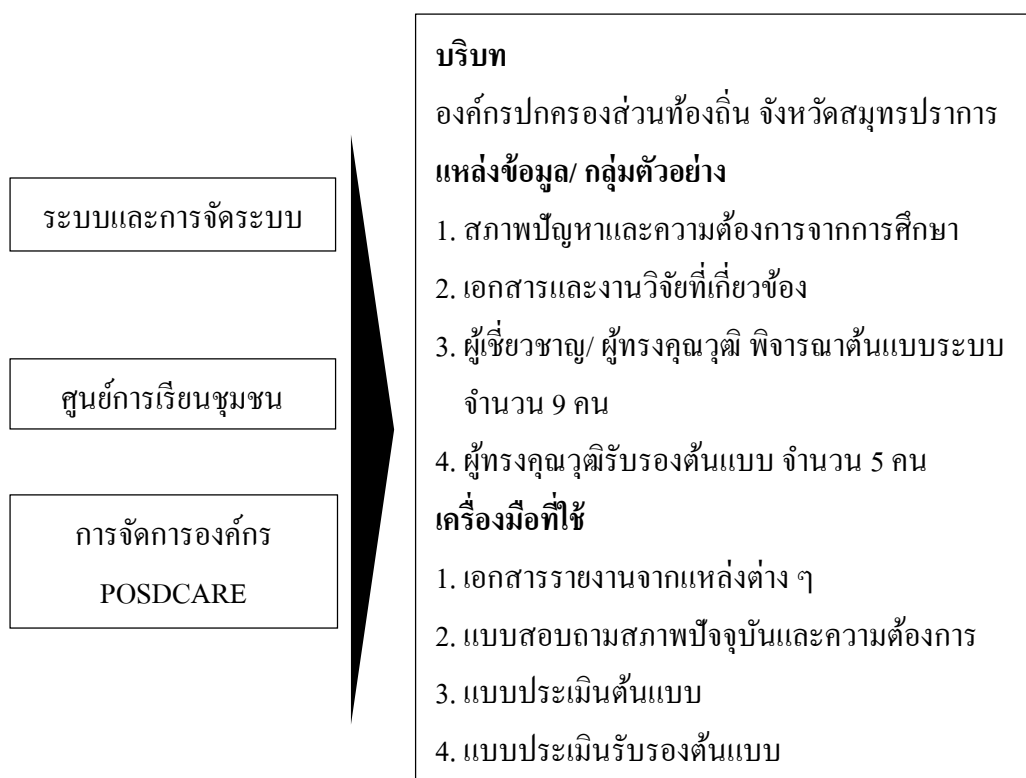 ระบบและการจัดระบบ
ศูนย์การเรียนชุมชน
การจัดการองค์กร
POSDCARE
บริบท
องค์กรปกครองส่วนท้องถิ่น จังหวัดสมุทรปราการ
แหล่งข้อมูล/ กลุ่มตัวอย่าง
1. สภาพปัญหาและความต้องการจากการศึกษา
2. เอกสารและงานวิจัยที่เกี่ยวข้อง
3. ผู้เชี่ยวชาญ/ ผู้ทรงคุณวุฒิ พิจารณาต้นแบบระบบ
จำนวน 9 คน
4. ผู้ทรงคุณวุฒิรับรองต้นแบบ จำนวน 5 คน
เครื่องมือที่ใช้
1. เอกสารรายงานจากแหล่งต่าง ๆ
2. แบบสอบถามสภาพปัจจุบันและความต้องการ
3. แบบประเมินต้นแบบ
4. แบบประเมินรับรองต้นแบบ